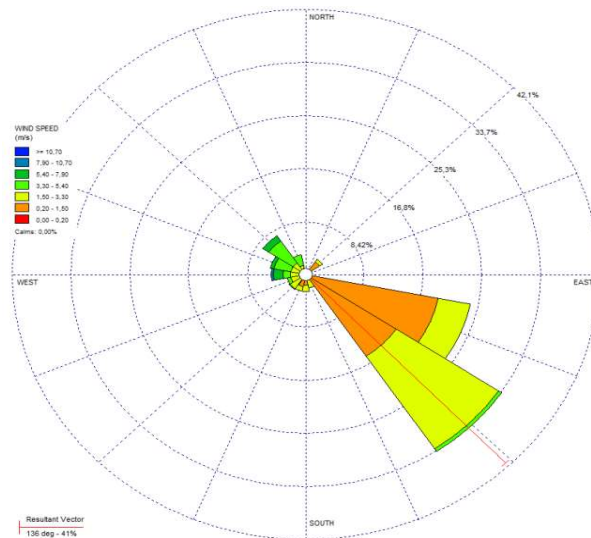 NORTH
42,1%
33,7%
25,3%
16,8%
8,42%
WIND SPEED
(m/s)
>= 10,70
7,90 - 10,70
5,40 - 7,90
3,30 - 5,40
1,50 - 3,30
0,20 - 1,50
0,00 - 0,20
Calms: 0,00%
WEST
EAST
SOUTH
Resultant Vector
136 deg - 41%